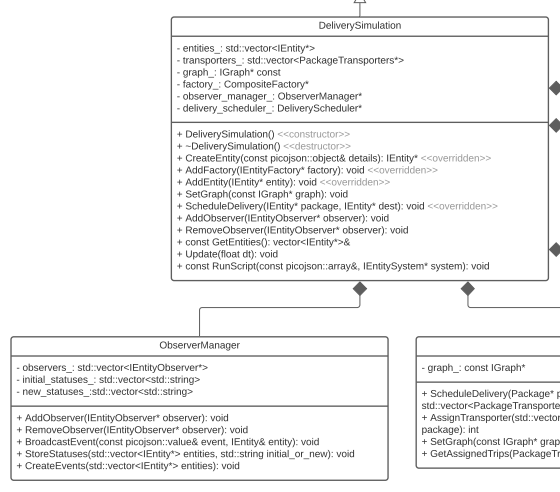 DeliverySimulation
- entities_: std::vector<IEntity*>
- transporters_: std::vector<PackageTransporters*>
- graph_: IGraph* const
- factory_: CompositeFactory*
- observer_manager_: ObserverManager*
- delivery_scheduler_: DeliveryScheduler*
+ DeliverySimulation() <<constructor>>
+ ~DeliverySimulation() <<destructor>>
+ CreateEntity(const picojson::object& details): IEntity* <<overridden>>
+ AddFactory(IEntityFactory* factory): void <<overridden>>
+ AddEntity(IEntity* entity): void <<overridden>>
+ SetGraph(const IGraph* graph): void
+ ScheduleDelivery(IEntity* package, IEntity* dest): void <<overridden>>
+ AddObserver(IEntityObserver* observer): void
+ RemoveObserver(IEntityObserver* observer): void
+ const GetEntities(): vector<IEntity*>&
+ Update(float dt): void
+ const RunScript(const picojson::array&, IEntitySystem* system): void
ObserverManager
- observers_: std::vector<IEntityObserver*>
- initial_statuses_: std::vector<std::string>
- new_statuses_:std::vector<std::string>
+ AddObserver(IEntityObserver* observer): void
+ RemoveObserver(IEntityObserver* observer): void
+ BroadcastEvent(const picojson::value& event, IEntity& entity): void
+ StoreStatuses(std::vector<IEntity*> entities, std::string initial_or_new): void
+ CreateEvents(std::vector<IEntity*> entities): void
- graph_: const IGraph*
+ ScheduleDelivery(Package* p
std::vector<PackageTransporte
+ AssignTransporter(std::vector
package): int
+ SetGraph(const IGraph* grap
+ GetAssignedTrips(PackageTr